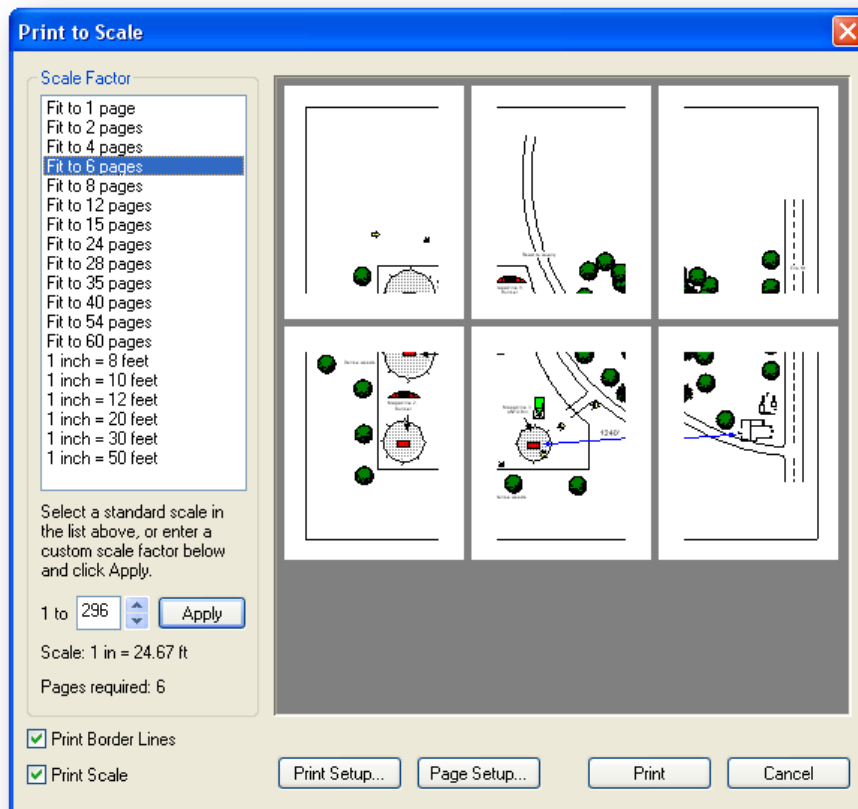 Print to Scale
Scale Factor
Fit to 1 page
Fit to 2 pages
Fit to 4 pages
Fit to 6 pages
Fit to 8 pages
Fit to 12 pages
Fit to 15 pages
Fit to 24 pages
Fit to 28 pages
Fit to 35 pages
Fit to 40 pages
Fit to 54 pages
Fit to 60 pages
1 inch = 8 feet
1 inch = 10 feet
1 inch = 12 feet
1 inch = 20 feet
1 inch = 30 feet
1 inch = 50 feet
Select a standard scale in
the list above, or enter a
custom scale factor below
and click Apply.
1 to 296 Apply
Scale: 1 in = 24.67 ft
Pages required: 6
Print Border Lines
Print Scale
Print Setup...
Page Setup...
Print
Cancel